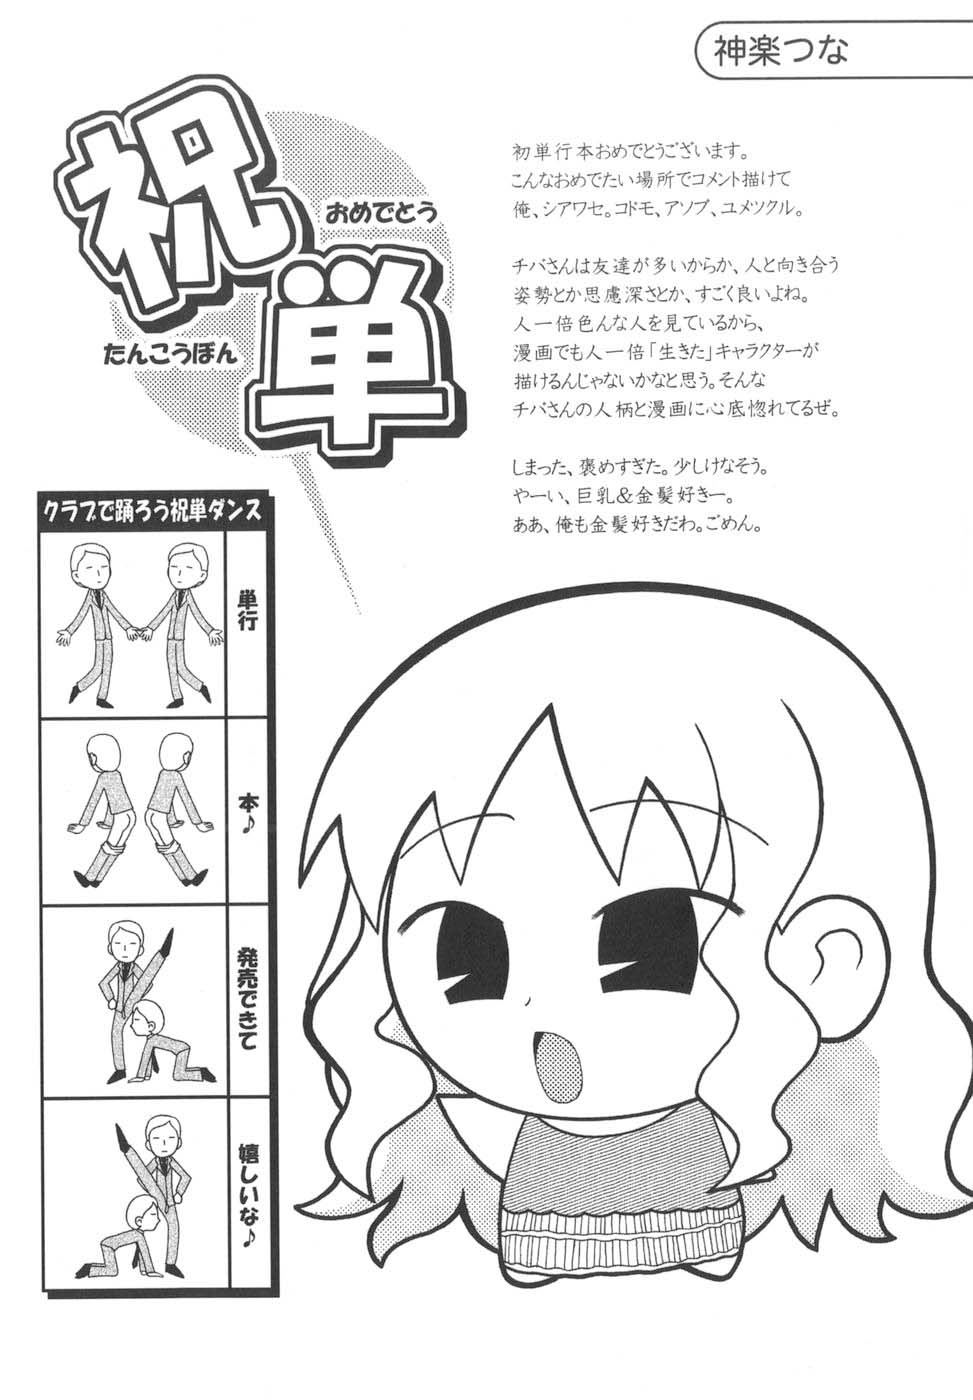 神楽つな
祝
おめでとう
単
たんこうぼん
初単行本おめでとうございます。
こんなおめでたい場所でコメント描けて
俺、シアワセ。コドモ、アソブ、ユメツクル。
チバさんは友達が多いからか、人と向き合う
姿勢とか思慮深さとか、すごく良いよね。
人一倍色んな人を見ているから、
漫画でも人一倍「生きた」キャラクターが
描けるんじゃないかなと思う。そんな
チバさんの人柄と漫画に心底惚れてるぜ。
しまった、褒めすぎた。少しけなそう。
やーい、巨乳&金髪好きー。
ああ、俺も金髪好きだわ。ごめん。
クラブで踊ろう祝単ダンス
単行
本♪
発売できて
嬉しいな♪